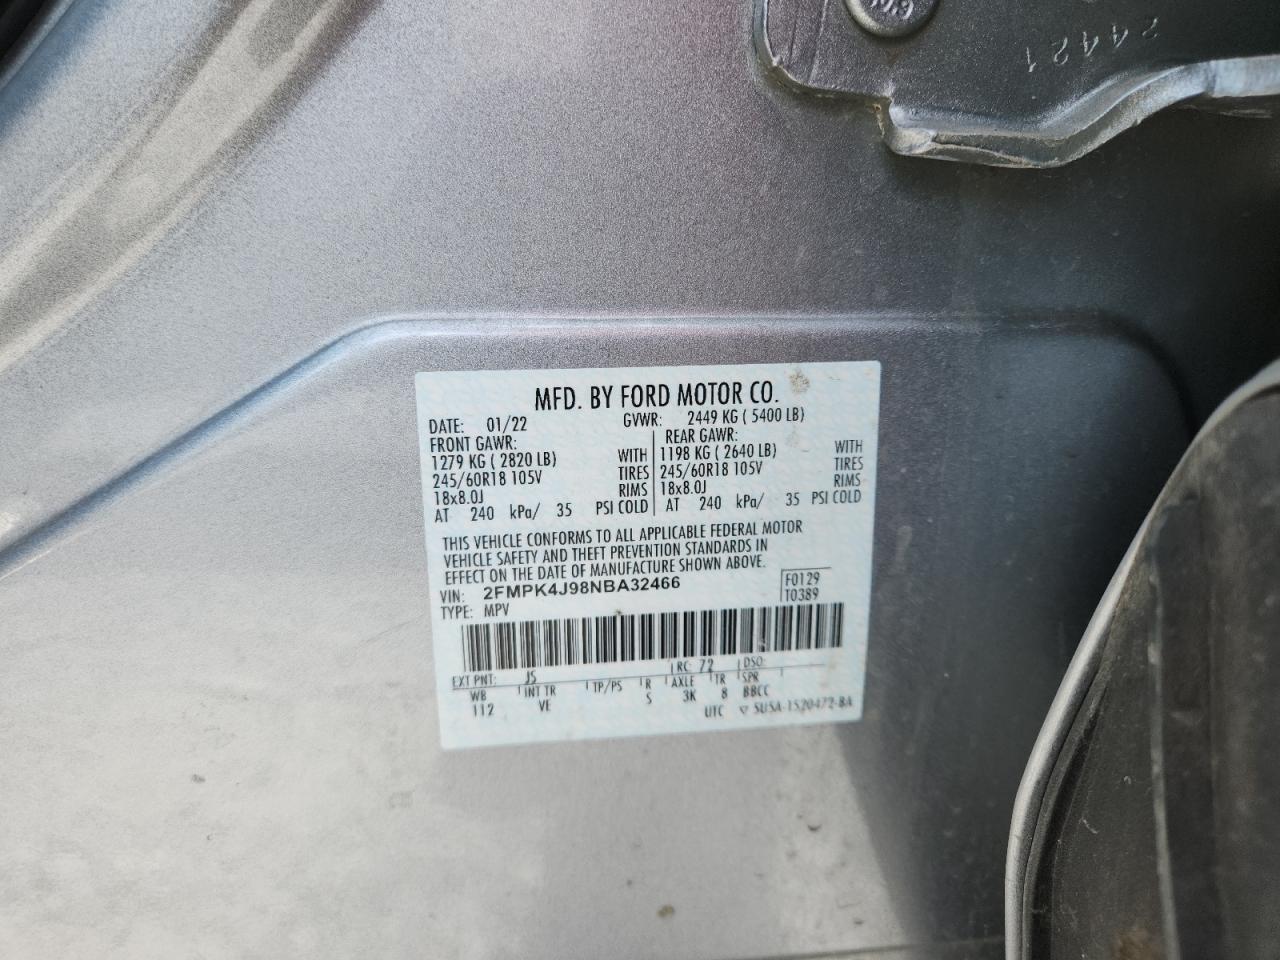 24421
MFD. BY FORD MOTOR CO.
DATE: 01/22 GVWR: 2449 KG ( 5400 LB)
FRONT GAWR: REAR GAWR:
1279 KG ( 2820 LB) WITH 1198 KG ( 2640 LB) WITH
245/60R18 105V TIRES 245/60R18 105V TIRES
18x8.0J RIMS 18x8.0J RIMS
AT 240 kPa/ 35 PSI COLD AT 240 kPa/ 35 PSI COLD
THIS VEHICLE CONFORMS TO ALL APPLICABLE FEDERAL MOTOR
VEHICLE SAFETY AND THEFT PREVENTION STANDARDS IN
EFFECT ON THE DATE OF MANUFACTURE SHOWN ABOVE.
VIN: 2FMPK4J98NBA32466 F0129
TYPE: MPV T0389
EXT PNT: JS RC: 72 DSO:
WB INT TR TP/PS R AXLE TR SPR
112 VE S 3K 8 BBCC
UTC ▽ SU5A-1520472-BA